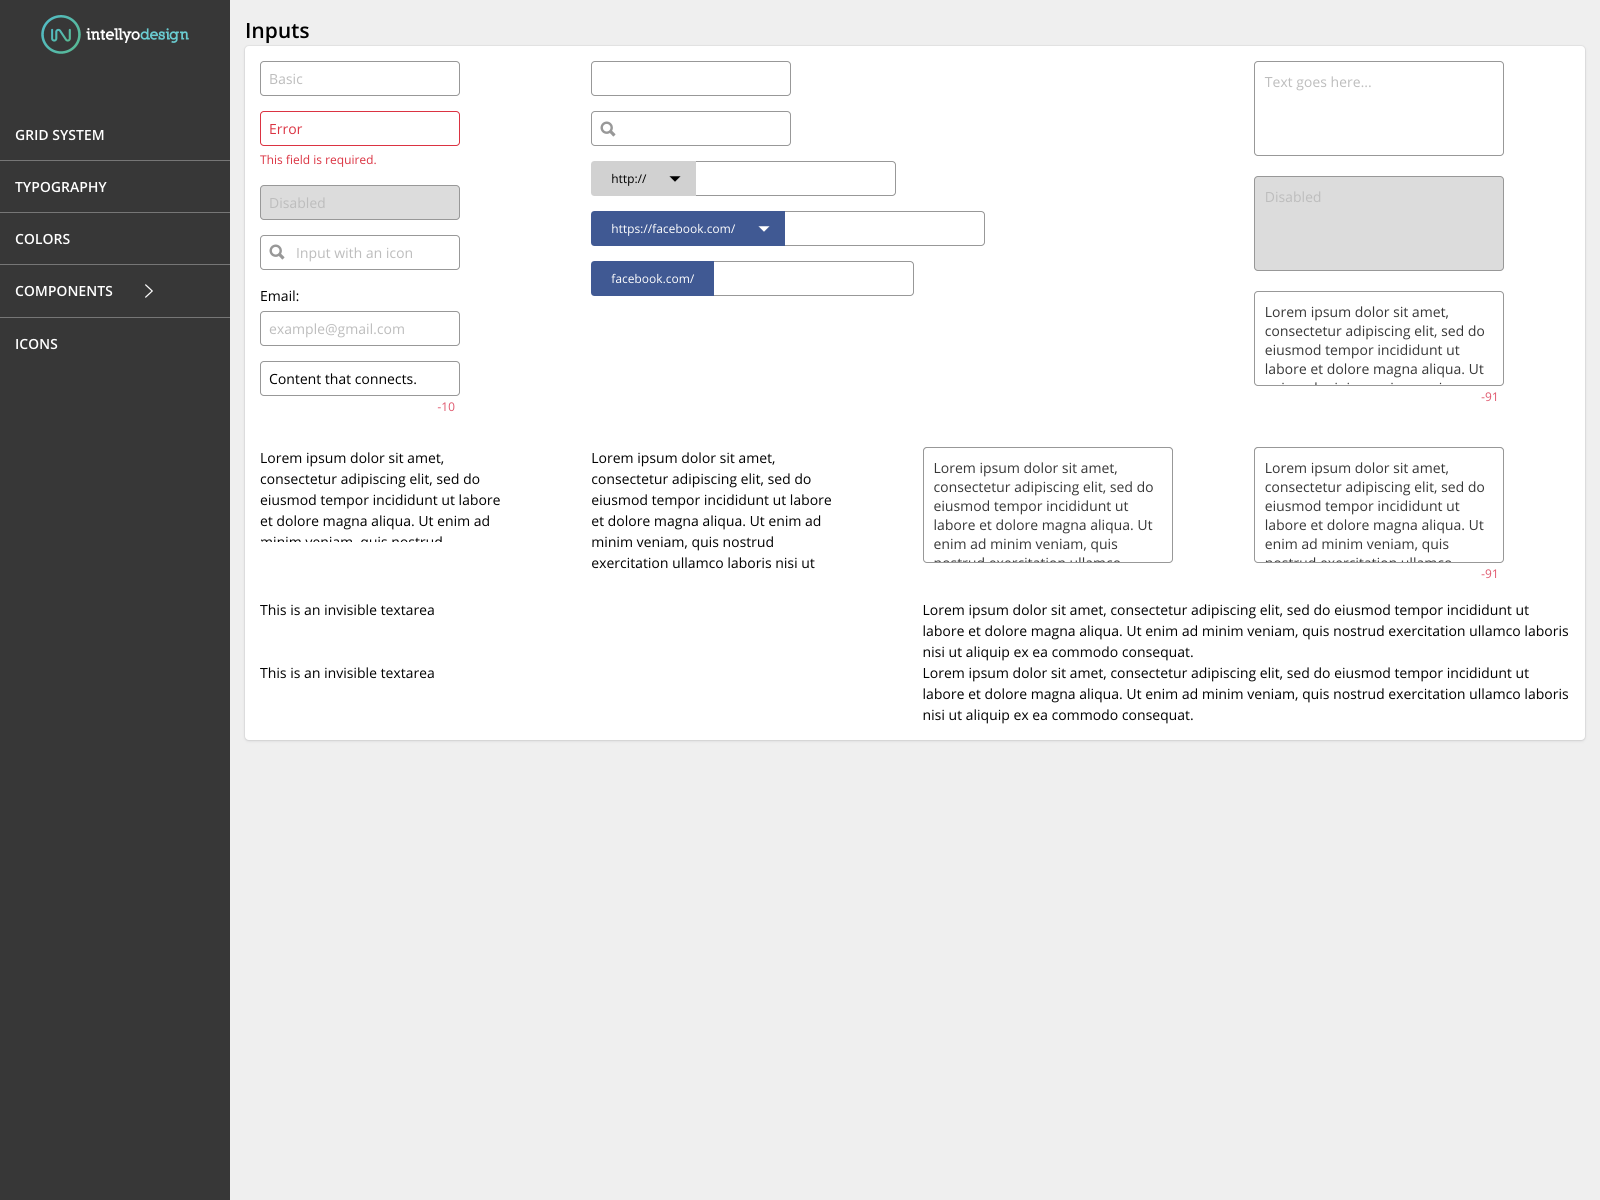 intellyodesign
GRID SYSTEM
TYPOGRAPHY
COLORS
COMPONENTS
ICONS
Inputs
Basic
Error
This field is required.
Disabled
Input with an icon
Email:
example@gmail.com
Content that connects.
-10
http://
https://facebook.com/
facebook.com/
Text goes here...
Disabled
Lorem ipsum dolor sit amet,
consectetur adipiscing elit, sed do
eiusmod tempor incididunt ut
labore et dolore magna aliqua. Ut
-91
Lorem ipsum dolor sit amet,
consectetur adipiscing elit, sed do
eiusmod tempor incididunt ut labore
et dolore magna aliqua. Ut enim ad
minim veniam, quis nostrud
Lorem ipsum dolor sit amet,
consectetur adipiscing elit, sed do
eiusmod tempor incididunt ut labore
et dolore magna aliqua. Ut enim ad
minim veniam, quis nostrud
exercitation ullamco laboris nisi ut
Lorem ipsum dolor sit amet,
consectetur adipiscing elit, sed do
eiusmod tempor incididunt ut
labore et dolore magna aliqua. Ut
enim ad minim veniam, quis
nostrud exercitation ullamco
Lorem ipsum dolor sit amet,
consectetur adipiscing elit, sed do
eiusmod tempor incididunt ut
labore et dolore magna aliqua. Ut
enim ad minim veniam, quis
nostrud exercitation ullamco
-91
This is an invisible textarea
This is an invisible textarea
Lorem ipsum dolor sit amet, consectetur adipiscing elit, sed do eiusmod tempor incididunt ut
labore et dolore magna aliqua. Ut enim ad minim veniam, quis nostrud exercitation ullamco laboris
nisi ut aliquip ex ea commodo consequat.
Lorem ipsum dolor sit amet, consectetur adipiscing elit, sed do eiusmod tempor incididunt ut
labore et dolore magna aliqua. Ut enim ad minim veniam, quis nostrud exercitation ullamco laboris
nisi ut aliquip ex ea commodo consequat.